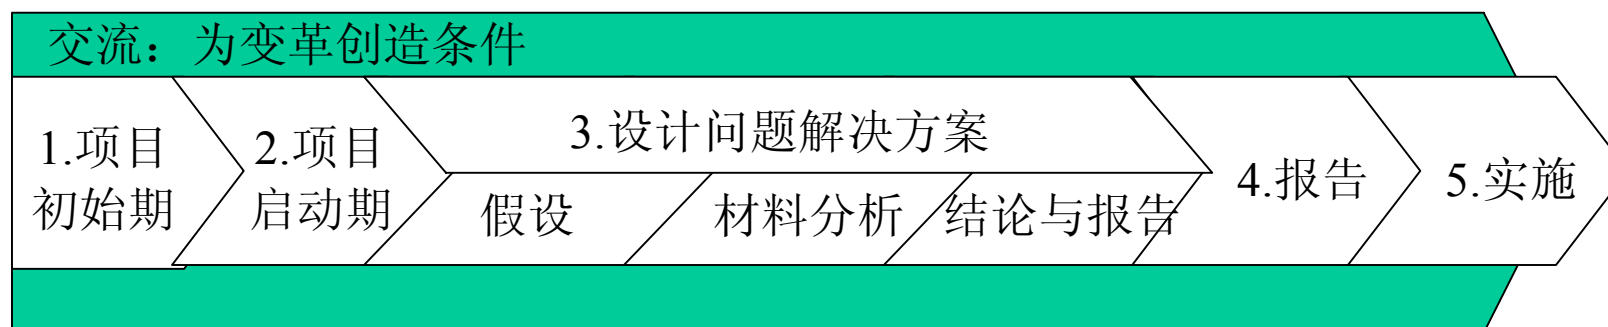 交流：为变革创造条件
1.项目
初始期
2.项目
启动期
3.设计问题解决方案
假设
材料分析
结论与报告
4.报告
5.实施